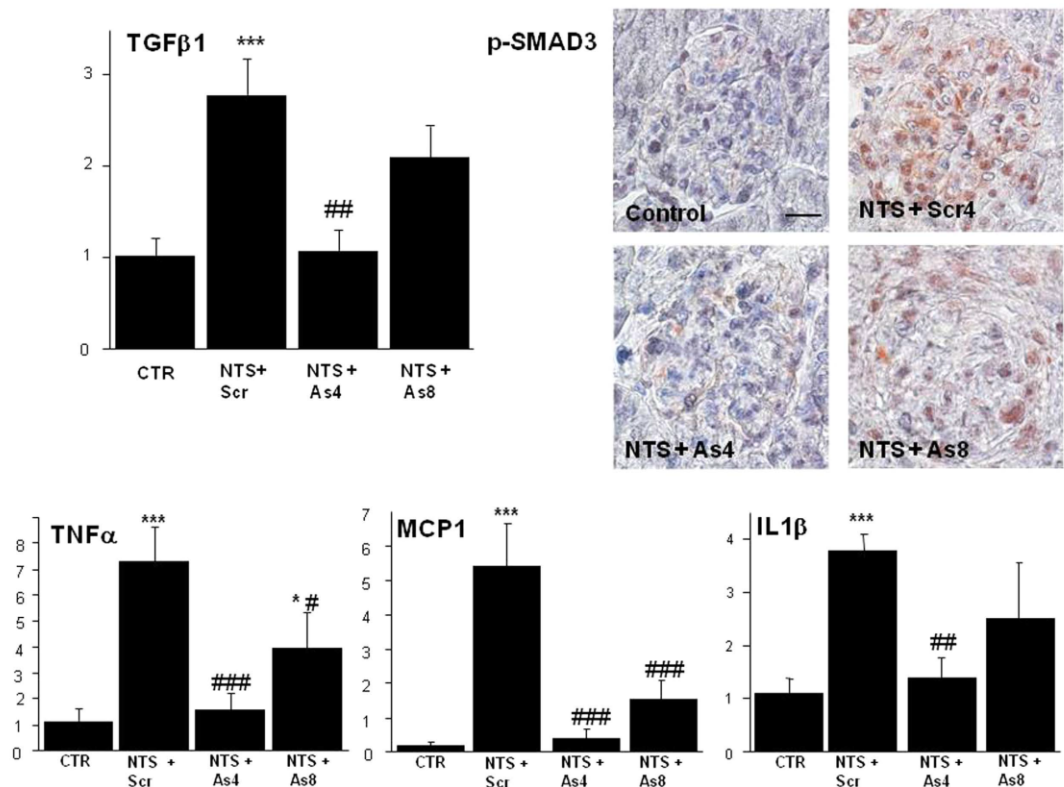 TGFβ1
***
3
2
##
1
0
CTR
NTS+
Scr
NTS +
As4
NTS +
As8
p-SMAD3
Control
NTS + Scr4
NTS + As4
NTS + As8
TNFα
***
8
7
6
5
4
3
2
1
0
###
* #
CTR
NTS +
Scr
NTS +
As4
NTS +
As8
MCP1
***
7
6
5
4
3
2
1
0
###
###
CTR
NTS +
Scr
NTS +
As4
NTS +
As8
IL1β
***
4
3
2
1
0
##
CTR
NTS +
Scr
NTS +
As4
NTS +
As8